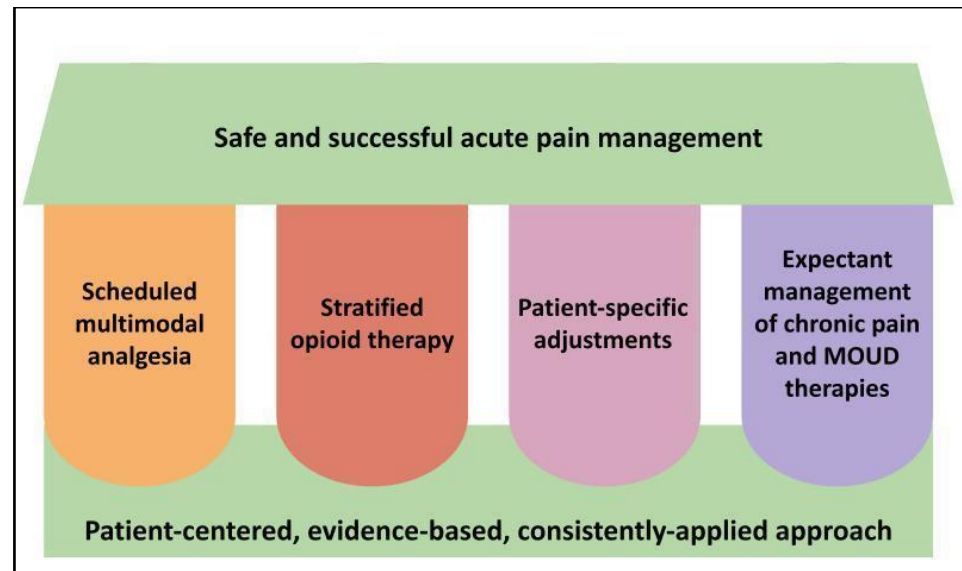 Safe and successful acute pain management
Scheduled
multimodal
analgesia
Stratified
opioid therapy
Patient-specific
adjustments
Expectant
management
of chronic pain
and MOUD
therapies
Patient-centered, evidence-based, consistently-applied approach